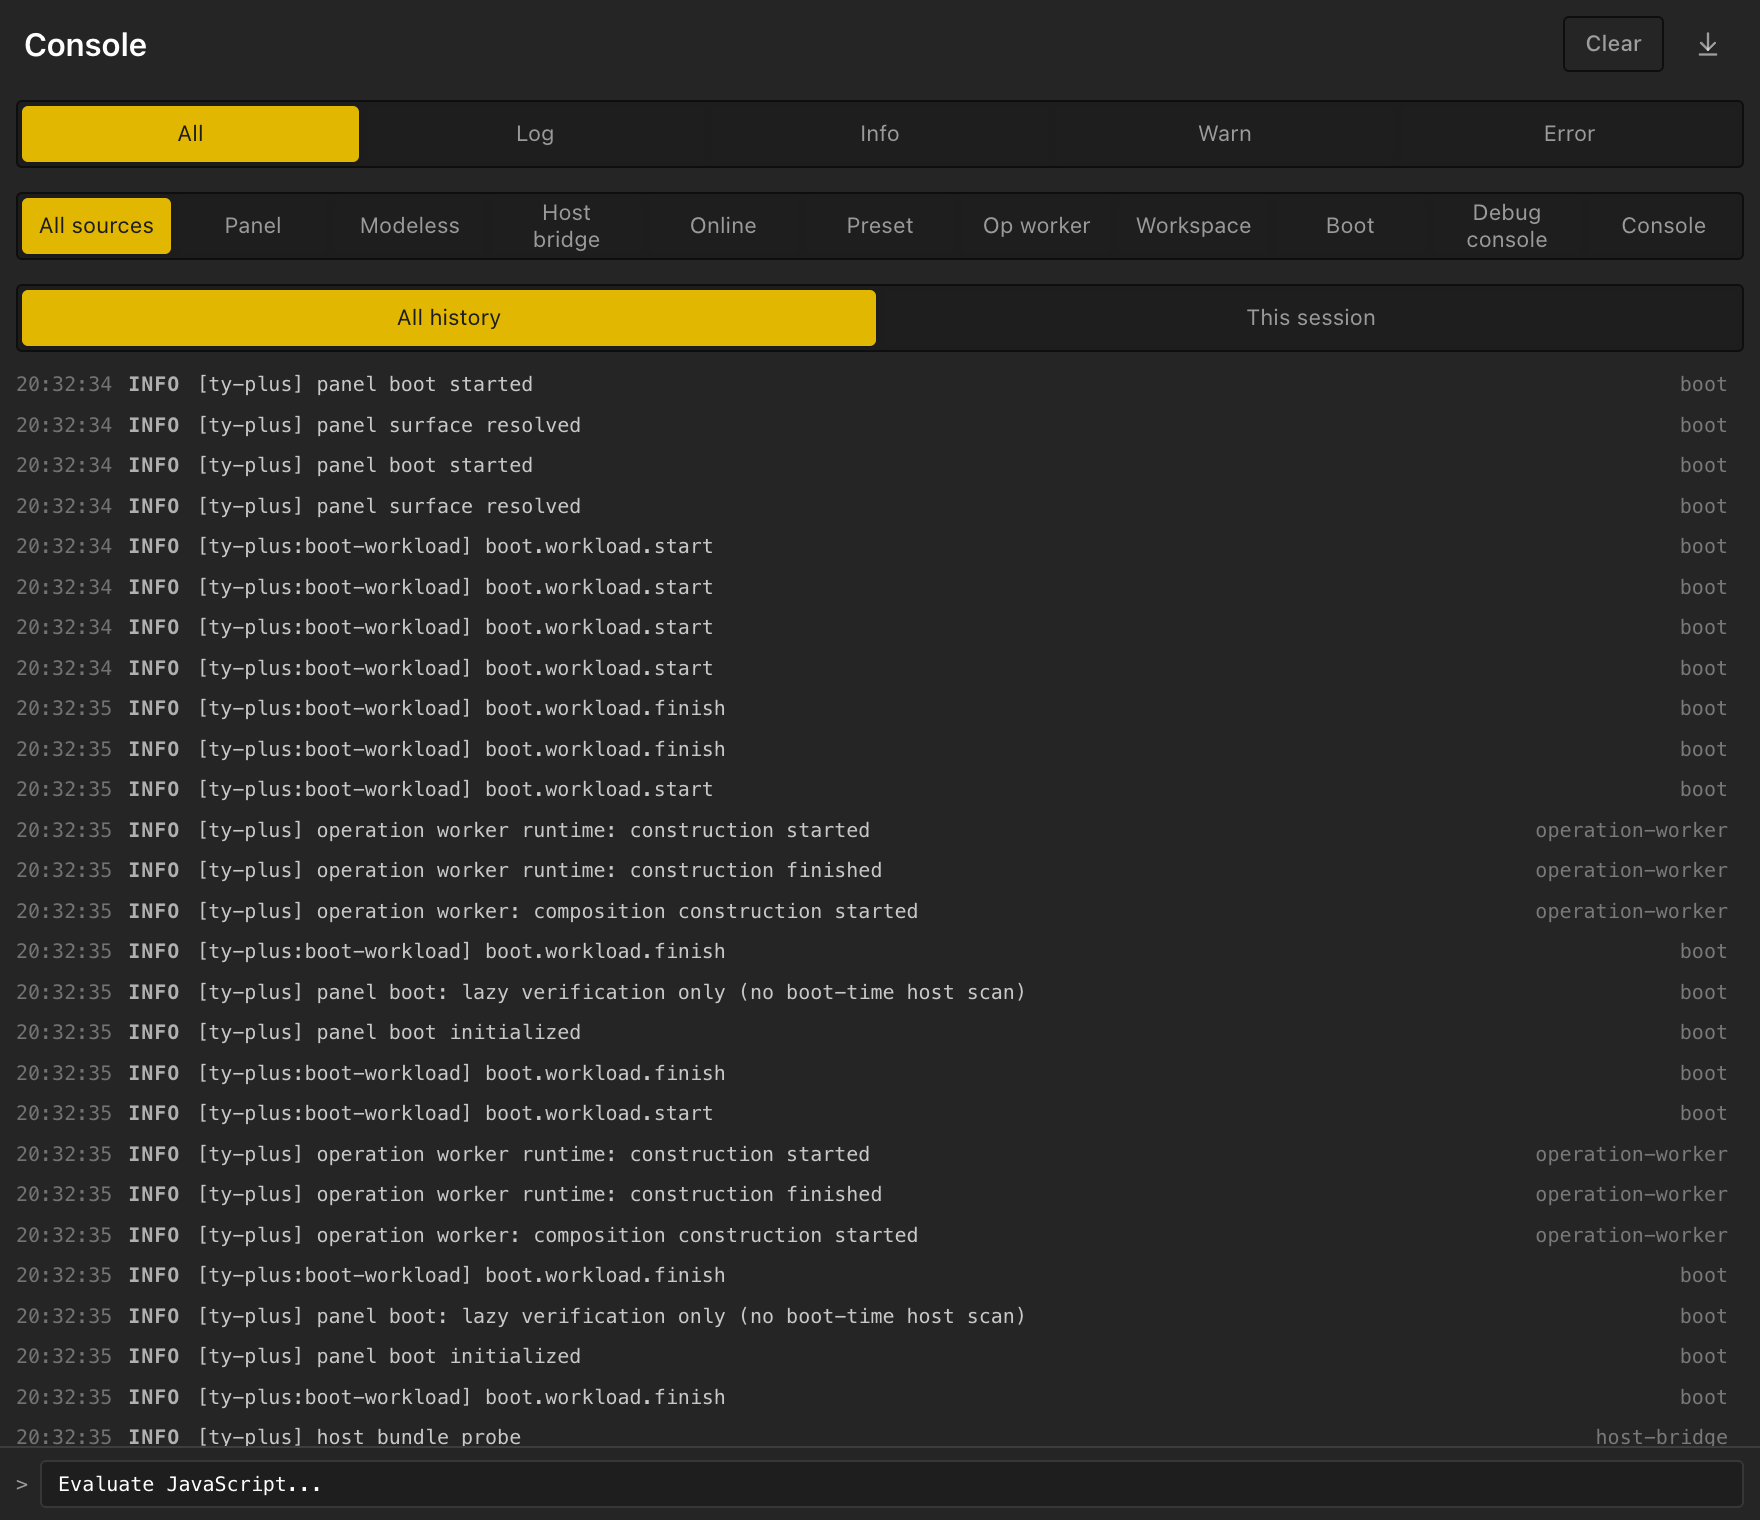 Console
Clear
All Log Info Warn Error
All sources Panel Modeless Host bridge Online Preset Op worker Workspace Boot Debug console Console
All history This session
20:32:34 INFO [ty-plus] panel boot started boot
20:32:34 INFO [ty-plus] panel surface resolved boot
20:32:34 INFO [ty-plus] panel boot started boot
20:32:34 INFO [ty-plus] panel surface resolved boot
20:32:34 INFO [ty-plus:boot-workload] boot.workload.start boot
20:32:34 INFO [ty-plus:boot-workload] boot.workload.start boot
20:32:34 INFO [ty-plus:boot-workload] boot.workload.start boot
20:32:34 INFO [ty-plus:boot-workload] boot.workload.start boot
20:32:35 INFO [ty-plus:boot-workload] boot.workload.finish boot
20:32:35 INFO [ty-plus:boot-workload] boot.workload.finish boot
20:32:35 INFO [ty-plus:boot-workload] boot.workload.start boot
20:32:35 INFO [ty-plus] operation worker runtime: construction started operation-worker
20:32:35 INFO [ty-plus] operation worker runtime: construction finished operation-worker
20:32:35 INFO [ty-plus] operation worker: composition construction started operation-worker
20:32:35 INFO [ty-plus:boot-workload] boot.workload.finish boot
20:32:35 INFO [ty-plus] panel boot: lazy verification only (no boot-time host scan) boot
20:32:35 INFO [ty-plus] panel boot initialized boot
20:32:35 INFO [ty-plus:boot-workload] boot.workload.finish boot
20:32:35 INFO [ty-plus:boot-workload] boot.workload.start boot
20:32:35 INFO [ty-plus] operation worker runtime: construction started operation-worker
20:32:35 INFO [ty-plus] operation worker runtime: construction finished operation-worker
20:32:35 INFO [ty-plus] operation worker: composition construction started operation-worker
20:32:35 INFO [ty-plus:boot-workload] boot.workload.finish boot
20:32:35 INFO [ty-plus] panel boot: lazy verification only (no boot-time host scan) boot
20:32:35 INFO [ty-plus] panel boot initialized boot
20:32:35 INFO [ty-plus:boot-workload] boot.workload.finish boot
20:32:35 INFO [ty-plus] host bundle probe host-bridge
> Evaluate JavaScript...